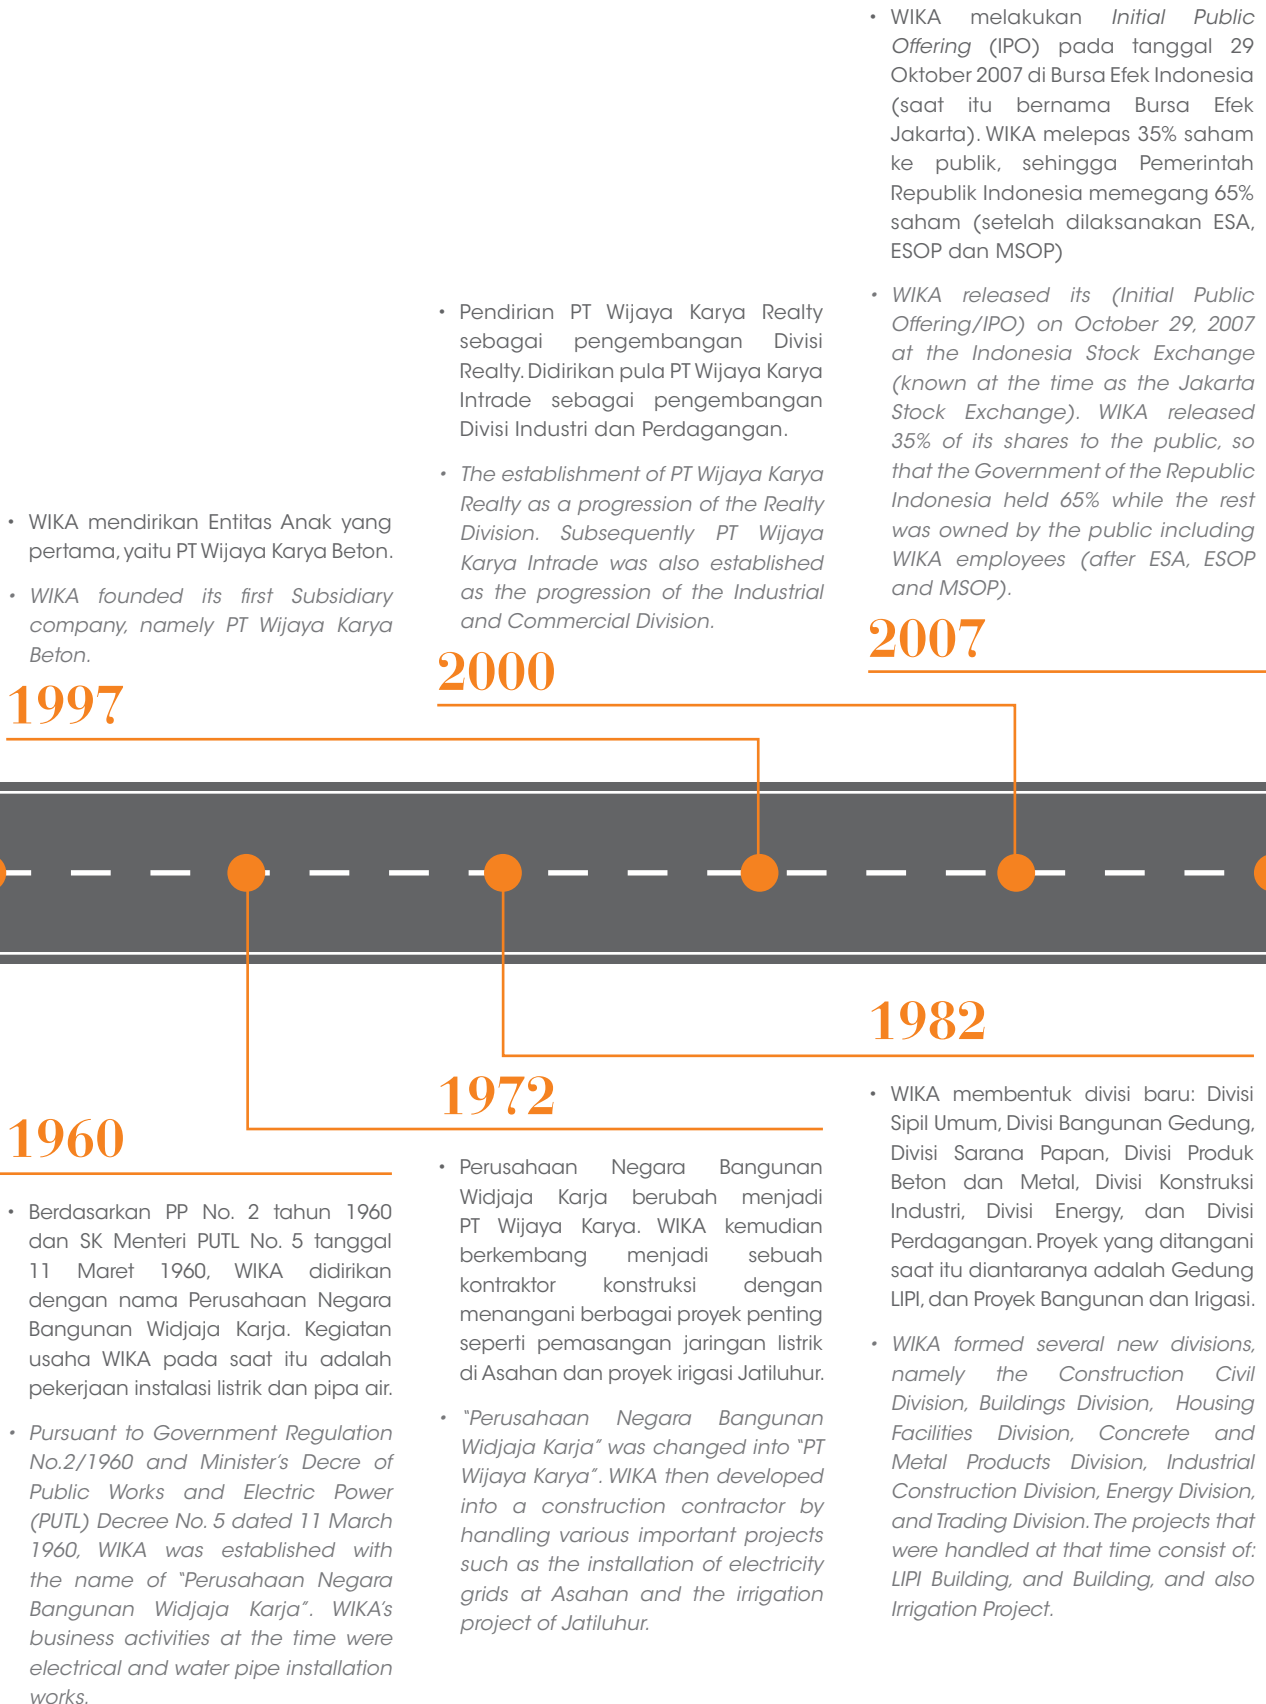 • WIKA mendirikan Entitas Anak yang
pertama, yaitu PT Wijaya Karya Beton.
• WIKA founded its first Subsidiary
company, namely PT Wijaya Karya
Beton.
1997
• Pendirian PT Wijaya Karya Realty
sebagai pengembangan Divisi
Realty. Didirikan pula PT Wijaya Karya
Intrade sebagai pengembangan
Divisi Industri dan Perdagangan.
• The establishment of PT Wijaya Karya
Realty as a progression of the Realty
Division. Subsequently PT Wijaya
Karya Intrade was also established
as the progression of the Industrial
and Commercial Division.
2000
• WIKA melakukan Initial Public
Offering (IPO) pada tanggal 29
Oktober 2007 di Bursa Efek Indonesia
(saat itu bernama Bursa Efek
Jakarta). WIKA melepas 35% saham
ke publik, sehingga Pemerintah
Republik Indonesia memegang 65%
saham (setelah dilaksanakan ESA,
ESOP dan MSOP)
• WIKA released its (Initial Public
Offering/IPO) on October 29, 2007
at the Indonesia Stock Exchange
(known at the time as the Jakarta
Stock Exchange). WIKA released
35% of its shares to the public, so
that the Government of the Republic
Indonesia held 65% while the rest
was owned by the public including
WIKA employees (after ESA, ESOP
and MSOP).
2007
1960
• Berdasarkan PP No. 2 tahun 1960
dan SK Menteri PUTL No. 5 tanggal
11 Maret 1960, WIKA didirikan
dengan nama Perusahaan Negara
Bangunan Widjaja Karja. Kegiatan
usaha WIKA pada saat itu adalah
pekerjaan instalasi listrik dan pipa air.
• Pursuant to Government Regulation
No.2/1960 and Minister's Decre of
Public Works and Electric Power
(PUTL) Decree No. 5 dated 11 March
1960, WIKA was established with
the name of "Perusahaan Negara
Bangunan Widjaja Karja". WIKA's
business activities at the time were
electrical and water pipe installation
works.
1972
• Perusahaan Negara Bangunan
Widjaja Karja berubah menjadi
PT Wijaya Karya. WIKA kemudian
berkembang menjadi sebuah
kontraktor konstruksi dengan
menangani berbagai proyek penting
seperti pemasangan jaringan listrik
di Asahan dan proyek irigasi Jatiluhur.
• "Perusahaan Negara Bangunan
Widjaja Karja" was changed into "PT
Wijaya Karya". WIKA then developed
into a construction contractor by
handling various important projects
such as the installation of electricity
grids at Asahan and the irrigation
project of Jatiluhur.
1982
• WIKA membentuk divisi baru: Divisi
Sipil Umum, Divisi Bangunan Gedung,
Divisi Sarana Papan, Divisi Produk
Beton dan Metal, Divisi Konstruksi
Industri, Divisi Energy, dan Divisi
Perdagangan. Proyek yang ditangani
saat itu diantaranya adalah Gedung
LIPI, dan Proyek Bangunan dan Irigasi.
• WIKA formed several new divisions,
namely the Construction Civil
Division, Buildings Division, Housing
Facilities Division, Concrete and
Metal Products Division, Industrial
Construction Division, Energy Division,
and Trading Division. The projects that
were handled at that time consist of:
LIPI Building, and Building, and also
Irrigation Project.